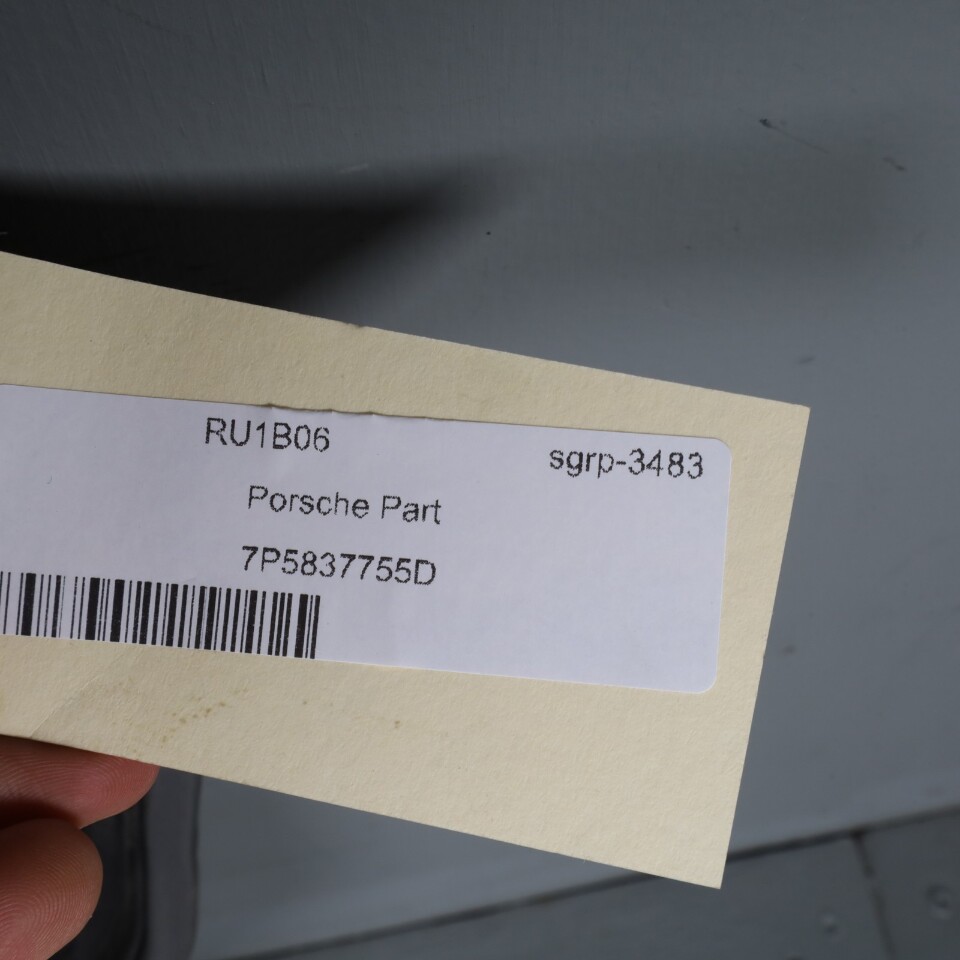 RU1B06
sgrp-3483
Porsche Part
7P5837755D